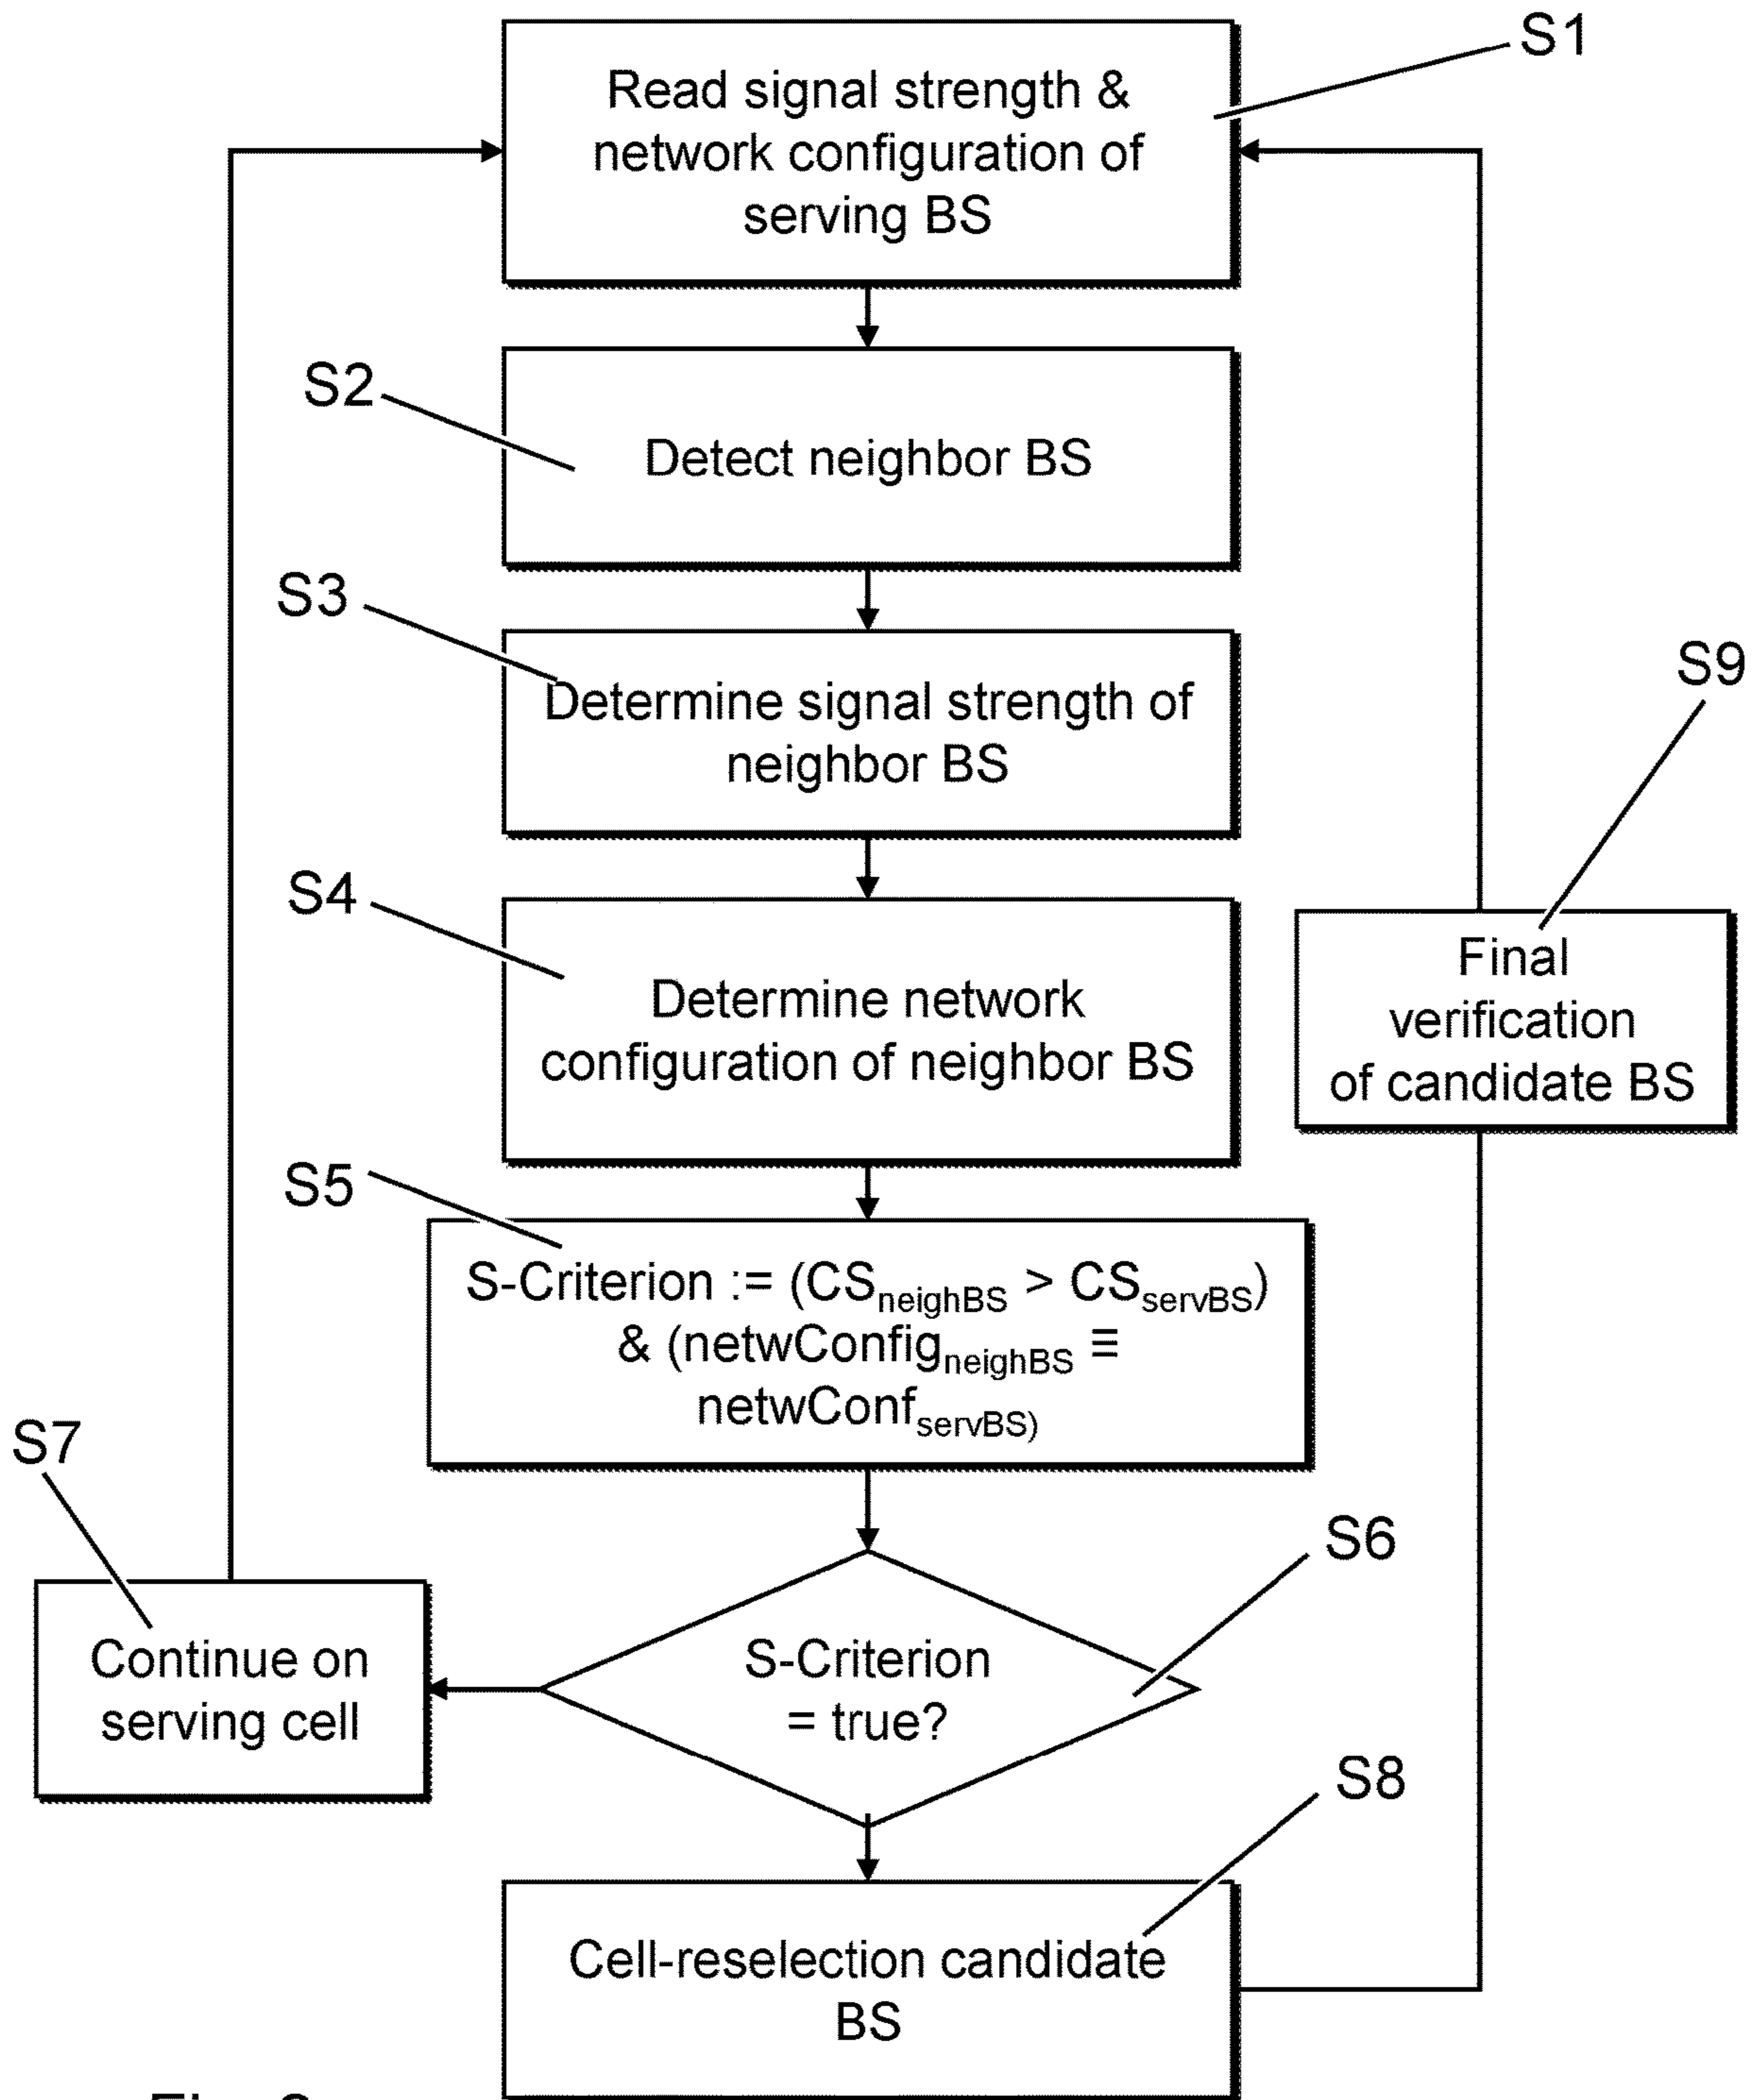 S1
Read signal strength &
network configuration of
serving BS
S2
Detect neighbor BS
S3
Determine signal strength of
neighbor BS
S4
Determine network
configuration of neighbor BS
S9
Final
verification
of candidate BS
S5
S-Criterion := (CSneighBS > CSservBS)
& (netwConfigneighBS ≡
netwConfservBS)
S6
S-Criterion
= true?
S7
Continue on
serving cell
S8
Cell-reselection candidate
BS